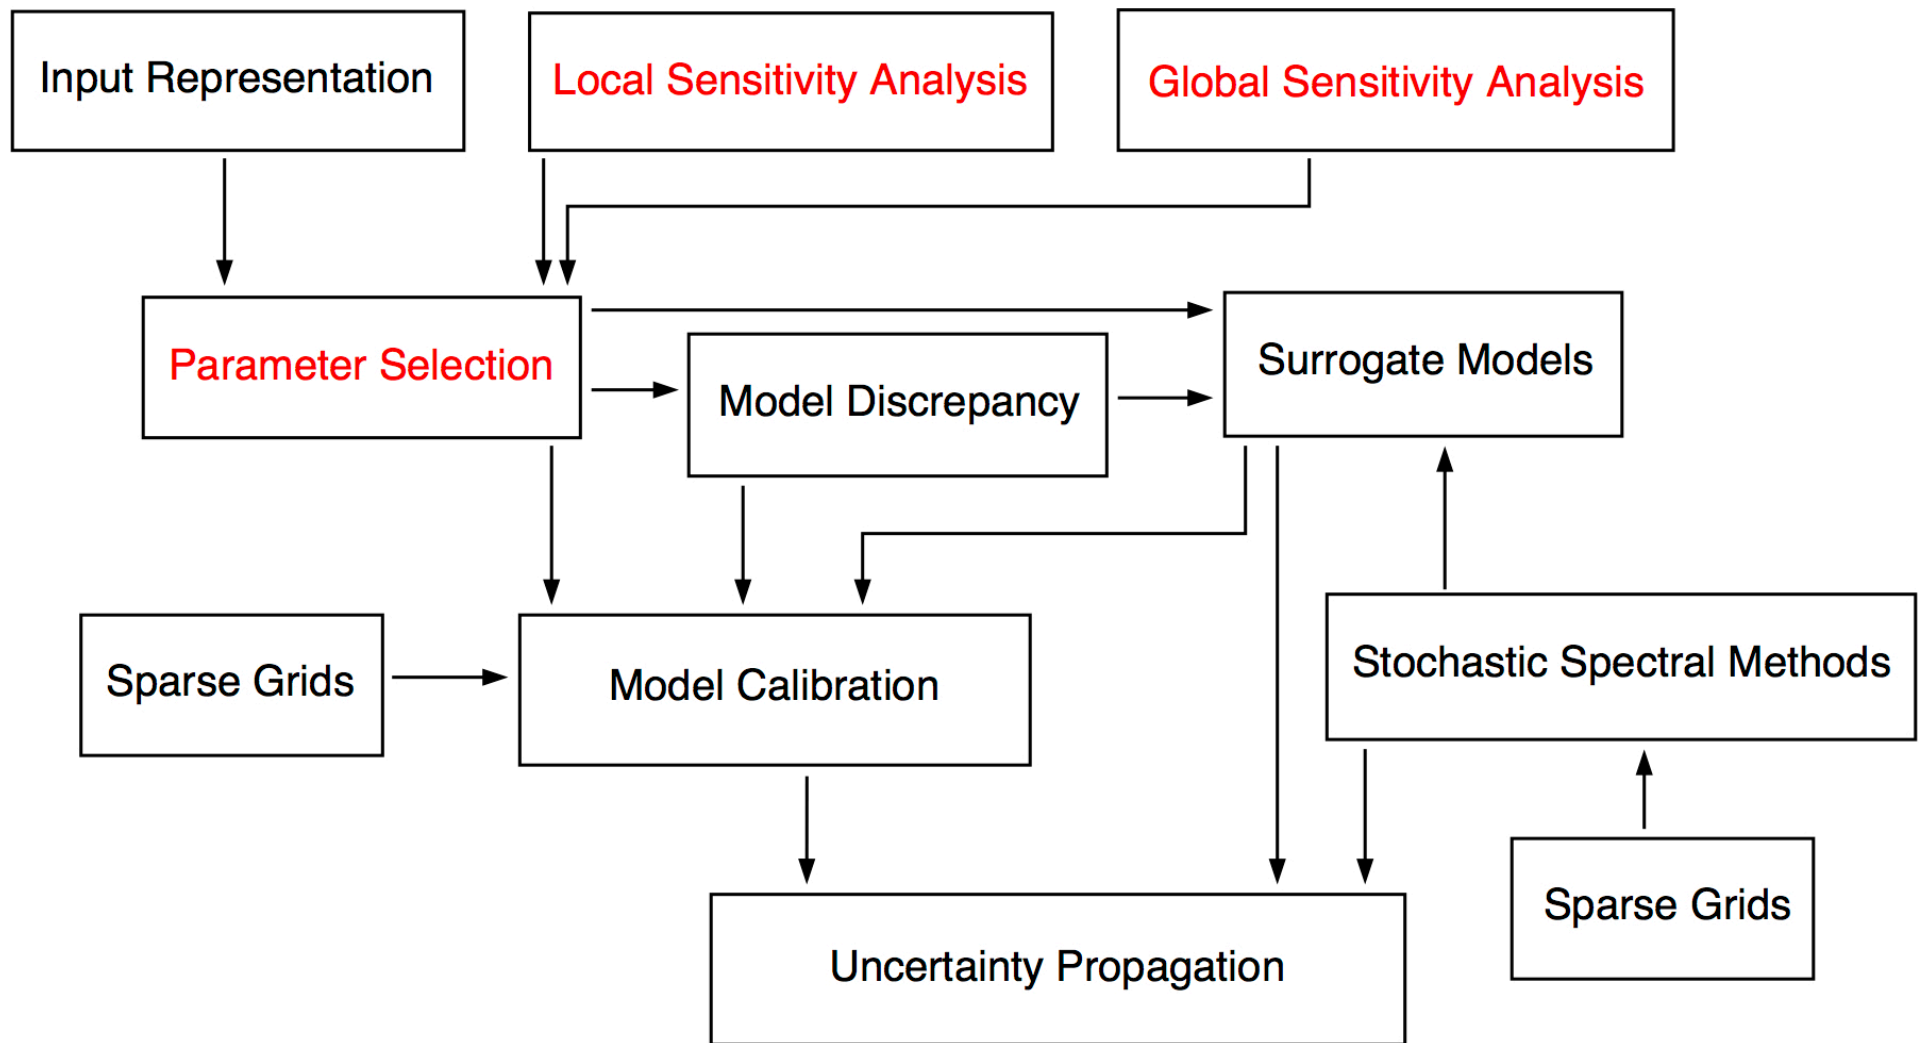 Input Representation
Local Sensitivity Analysis
Global Sensitivity Analysis
Parameter Selection
Model Discrepancy
Surrogate Models
Sparse Grids
Model Calibration
Stochastic Spectral Methods
Sparse Grids
Uncertainty Propagation